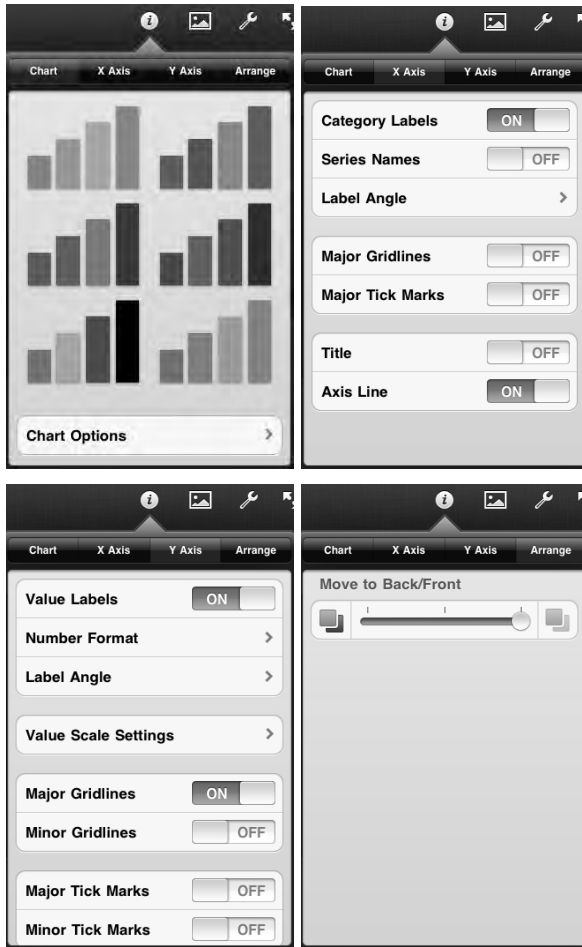 Chart X Axis Y Axis Arrange
Chart Options
Chart X Axis Y Axis Arrange
Category Labels ON
Series Names OFF
Label Angle
Major Gridlines OFF
Major Tick Marks OFF
Title OFF
Axis Line ON
Chart X Axis Y Axis Arrange
Value Labels ON
Number Format
Label Angle
Value Scale Settings
Major Gridlines ON
Minor Gridlines OFF
Major Tick Marks OFF
Minor Tick Marks OFF
Chart X Axis Y Axis Arrange
Move to Back/Front